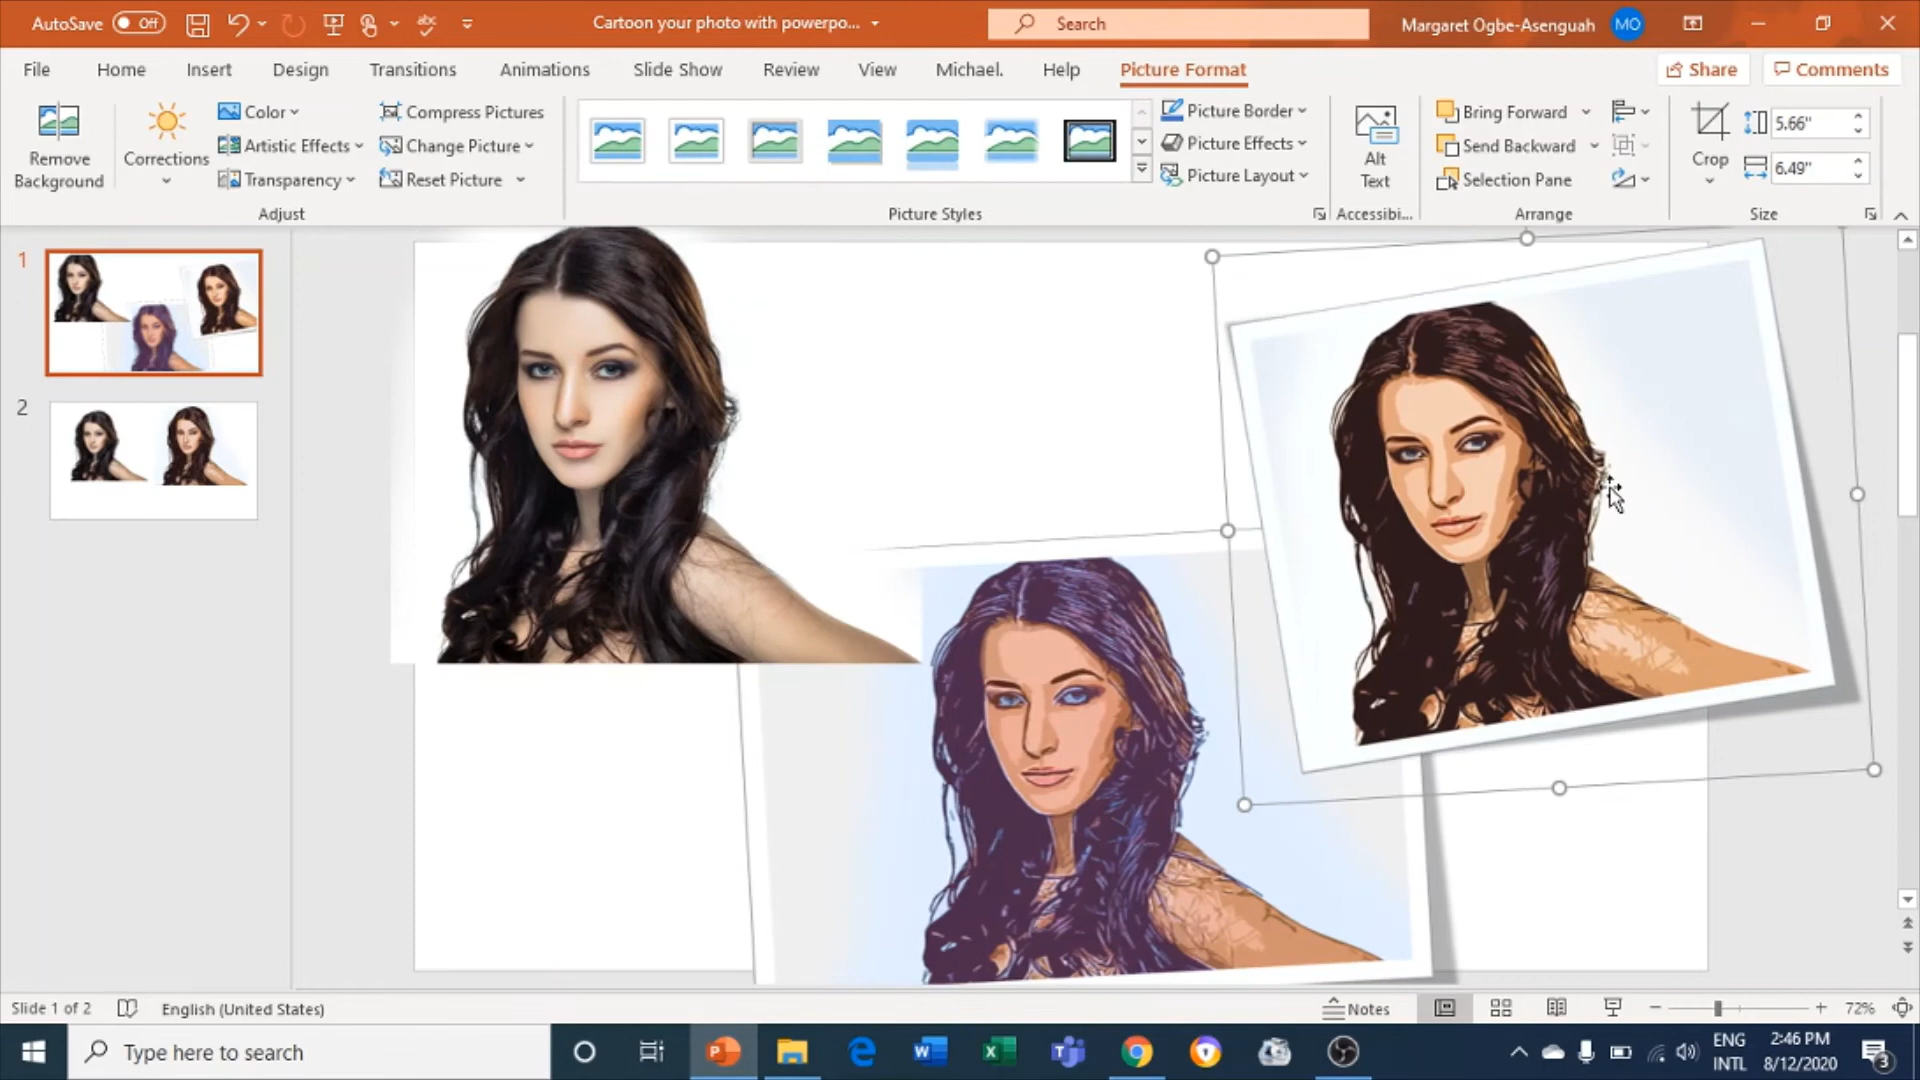 AutoSave Off
Cartoon your photo with powerpo...
Search
Margaret Ogbe-Asenguah
MO
File Home Insert Design Transitions Animations Slide Show Review View Michael. Help Picture Format
Share
Comments
Remove Background
Corrections
Color
Artistic Effects
Transparency
Compress Pictures
Change Picture
Reset Picture
Adjust
Picture Styles
Picture Border
Picture Effects
Picture Layout
Alt Text
Accessibi...
Bring Forward
Send Backward
Selection Pane
Arrange
Crop
5.66"
6.49"
Size
1
2
Slide 1 of 2
English (United States)
Notes
72%
Type here to search
ENG
INTL
2:46 PM
8/12/2020
3